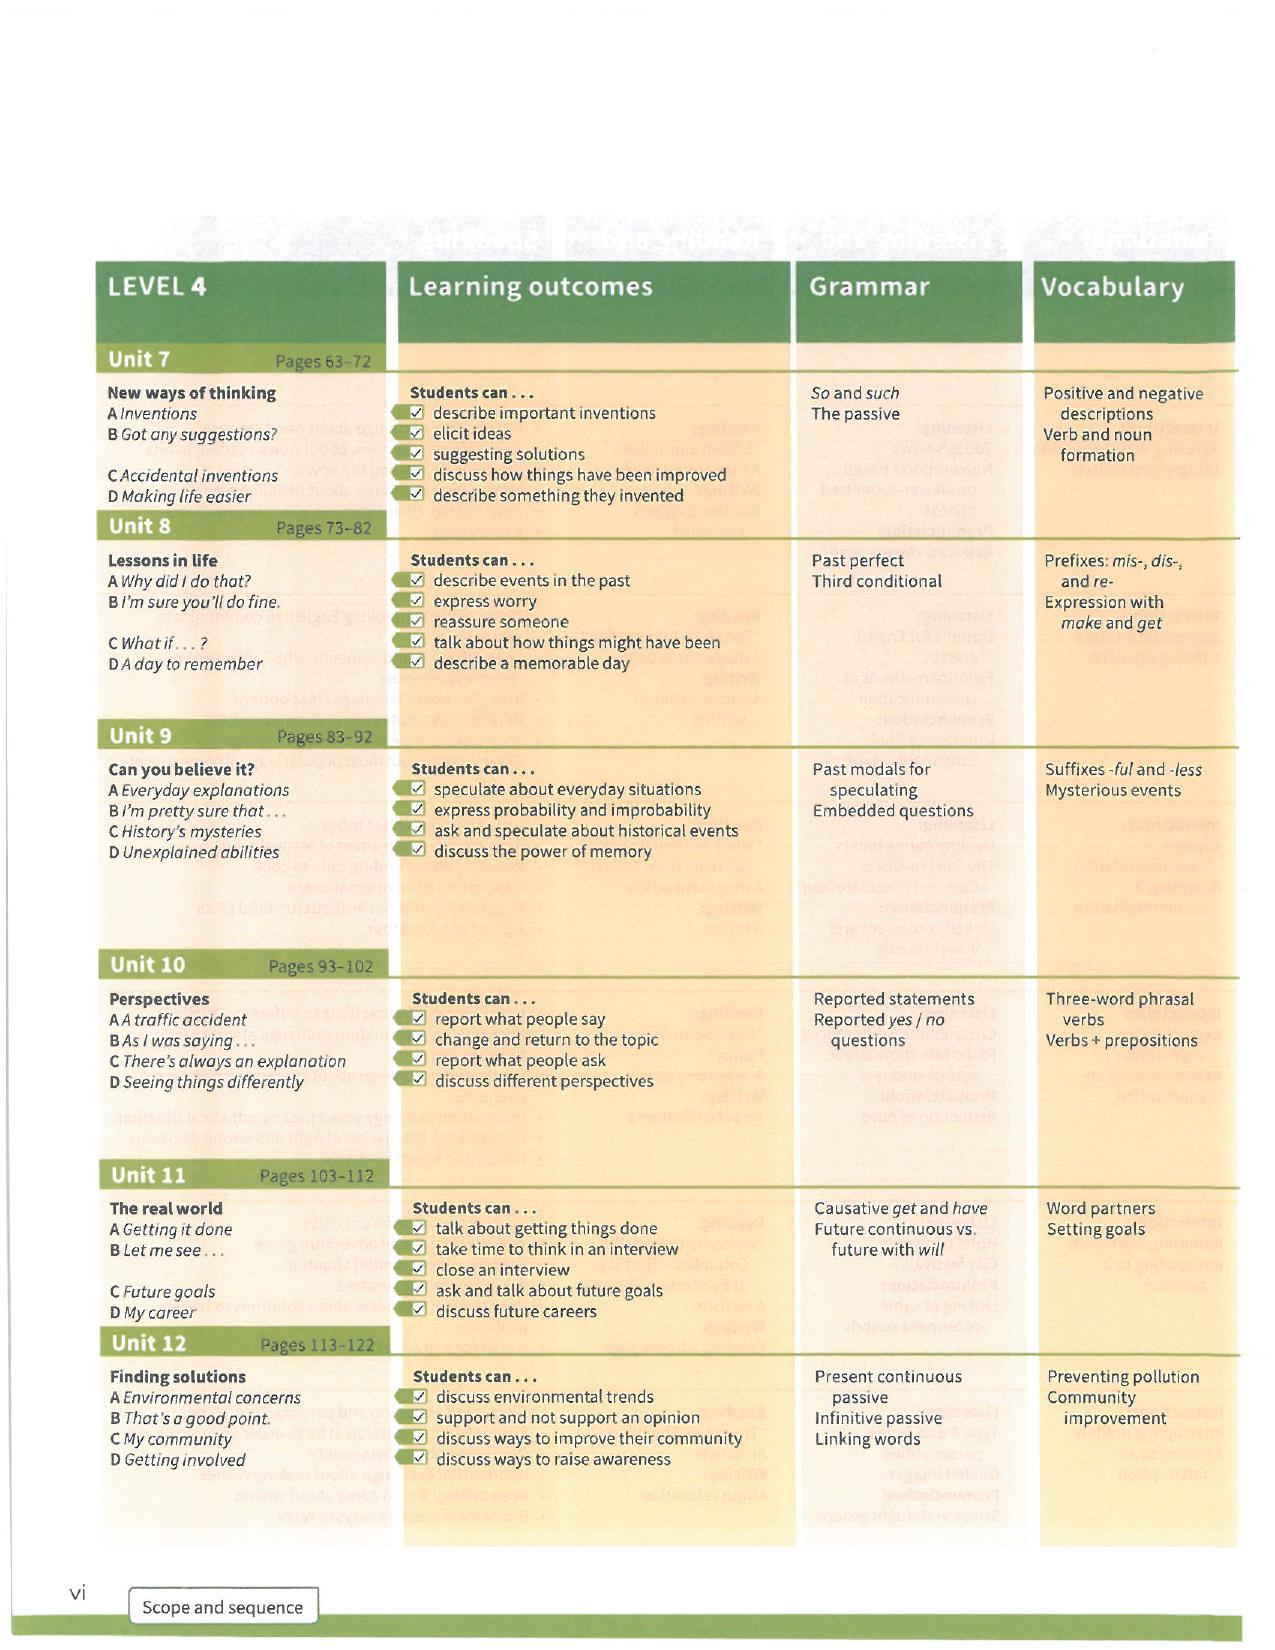 LEVEL 4
Learning outcomes
Grammar
Vocabulary
Unit 7 Pages 63–72
New ways of thinking
A Inventions
B Got any suggestions?
C Accidental inventions
D Making life easier
Students can . . .
☑ describe important inventions
☑ elicit ideas
☑ suggesting solutions
☑ discuss how things have been improved
☑ describe something they invented
So and such
The passive
Positive and negative
descriptions
Verb and noun
formation
Unit 8 Pages 73–82
Lessons in life
A Why did I do that?
B I'm sure you'll do fine.
C What if . . . ?
D A day to remember
Students can . . .
☑ describe events in the past
☑ express worry
☑ reassure someone
☑ talk about how things might have been
☑ describe a memorable day
Past perfect
Third conditional
Prefixes: mis-, dis-,
and re-
Expression with
make and get
Unit 9 Pages 83–92
Can you believe it?
A Everyday explanations
B I'm pretty sure that . . .
C History's mysteries
D Unexplained abilities
Students can . . .
☑ speculate about everyday situations
☑ express probability and improbability
☑ ask and speculate about historical events
☑ discuss the power of memory
Past modals for
speculating
Embedded questions
Suffixes -ful and -less
Mysterious events
Unit 10 Pages 93–102
Perspectives
A A traffic accident
B As I was saying . . .
C There's always an explanation
D Seeing things differently
Students can . . .
☑ report what people say
☑ change and return to the topic
☑ report what people ask
☑ discuss different perspectives
Reported statements
Reported yes / no
questions
Three-word phrasal
verbs
Verbs + prepositions
Unit 11 Pages 103–112
The real world
A Getting it done
B Let me see . . .
C Future goals
D My career
Students can . . .
☑ talk about getting things done
☑ take time to think in an interview
☑ close an interview
☑ ask and talk about future goals
☑ discuss future careers
Causative get and have
Future continuous vs.
future with will
Word partners
Setting goals
Unit 12 Pages 113–122
Finding solutions
A Environmental concerns
B That's a good point.
C My community
D Getting involved
Students can . . .
☑ discuss environmental trends
☑ support and not support an opinion
☑ discuss ways to improve their community
☑ discuss ways to raise awareness
Present continuous
passive
Infinitive passive
Linking words
Preventing pollution
Community
improvement
vi
Scope and sequence